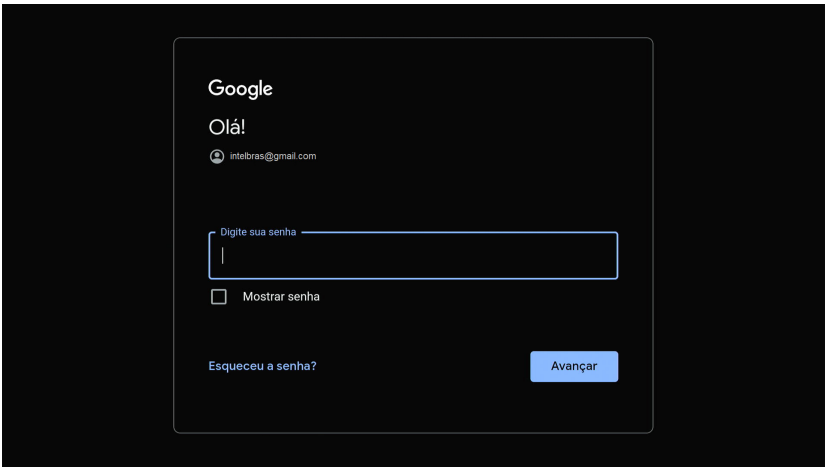 Google
Olá!
intelbras@gmail.com
Digite sua senha
Mostrar senha
Esqueceu a senha?
Avançar